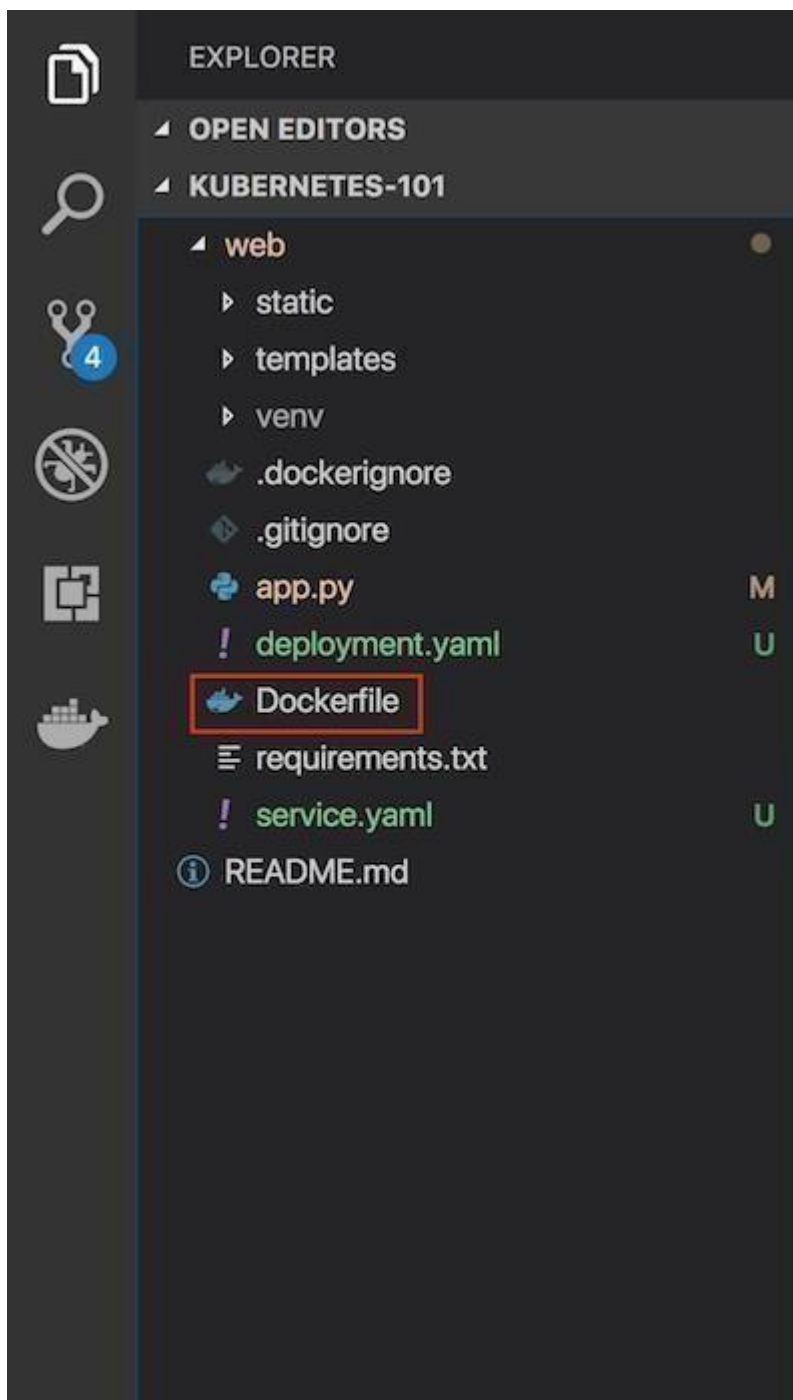 EXPLORER
OPEN EDITORS
KUBERNETES-101
web
static
templates
4
venv
.dockerignore
.gitignore
app.py M
deployment.yaml U
Dockerfile
requirements.txt
service.yaml U
README.md